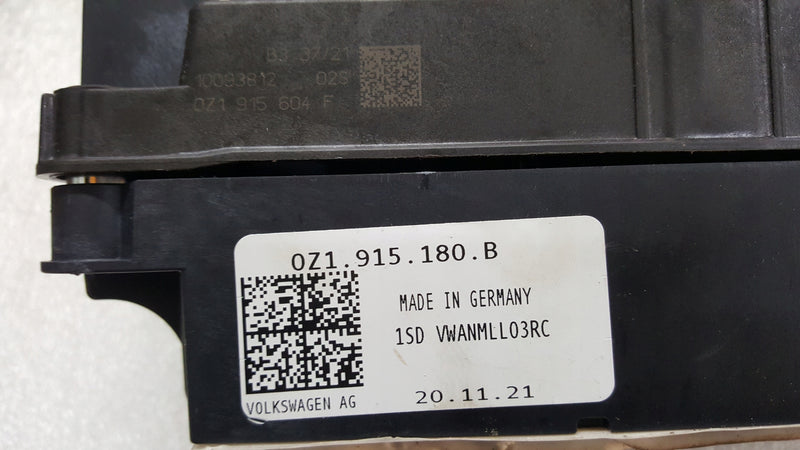 B3 37/21
10093812 02S
0Z1 915 604 F
0Z1.915.180.B
MADE IN GERMANY
1SD VWANMLL03RC
VOLKSWAGEN AG
20.11.21